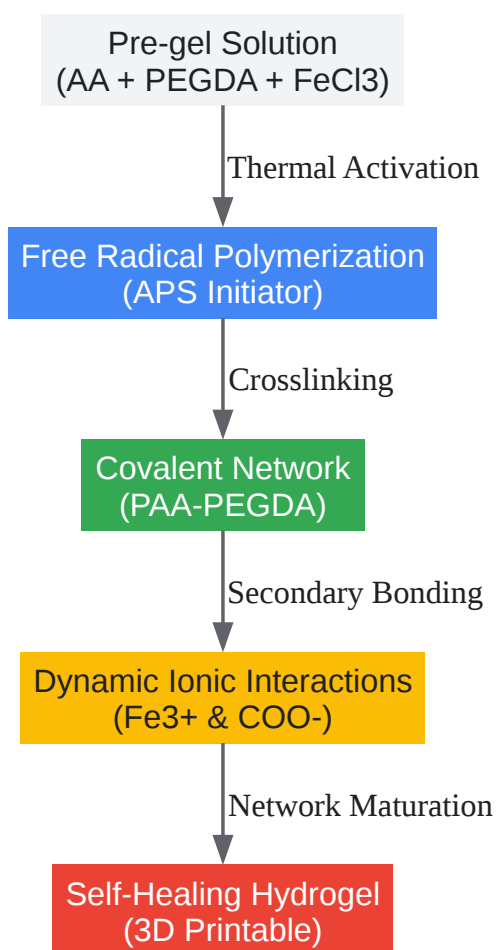 Pre-gel Solution
(AA + PEGDA + FeCl3)
Thermal Activation
Free Radical Polymerization
(APS Initiator)
Crosslinking
Covalent Network
(PAA-PEGDA)
Secondary Bonding
Dynamic Ionic Interactions
(Fe3+ & COO-)
Network Maturation
Self-Healing Hydrogel
(3D Printable)